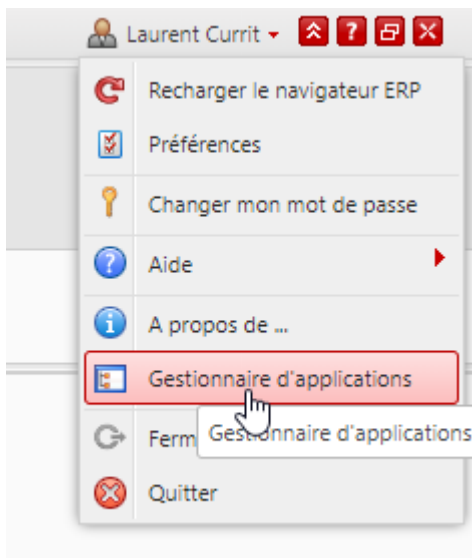 Laurent Currit
Recharger le navigateur ERP
Préférences
Changer mon mot de passe
Aide
A propos de ...
Gestionnaire d'applications
Ferm
Gestionnaire d'applications
Quitter